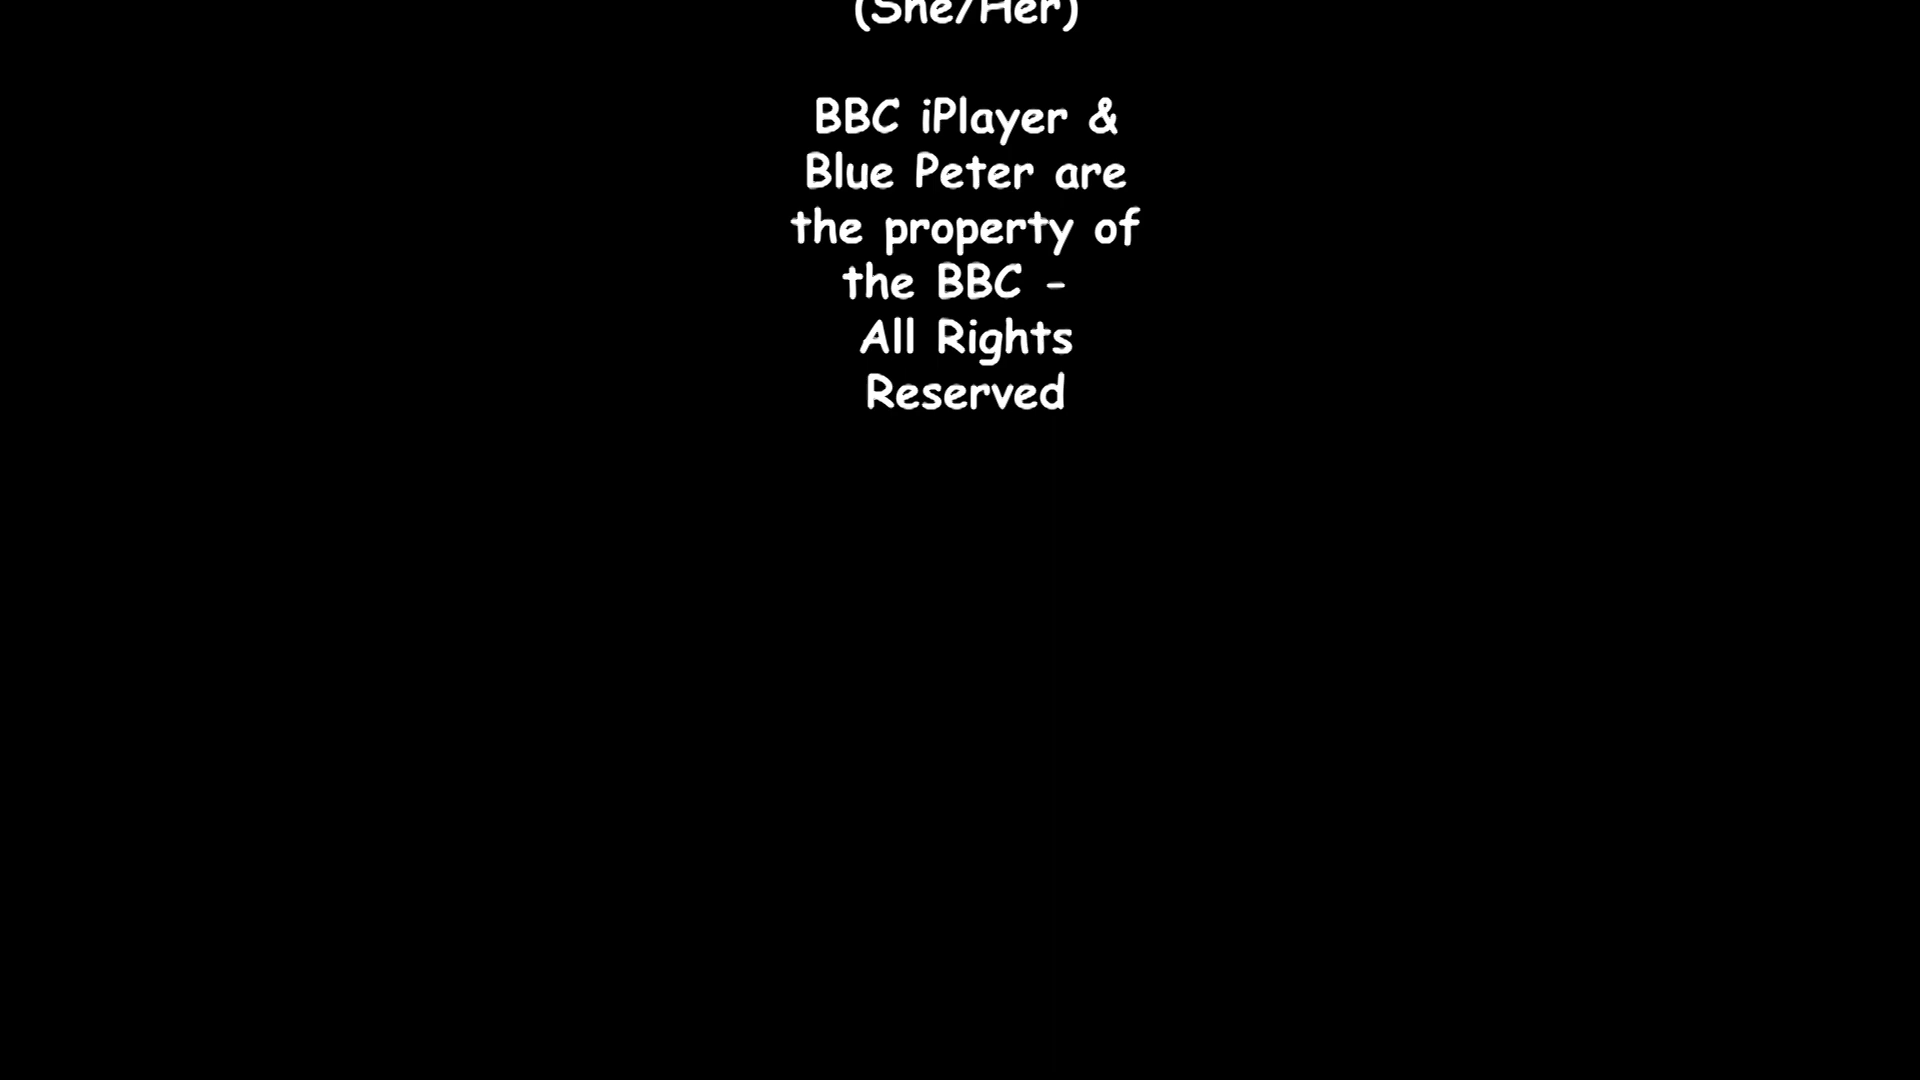 (She/Her)
BBC iPlayer &
Blue Peter are
the property of
the BBC -
All Rights
Reserved